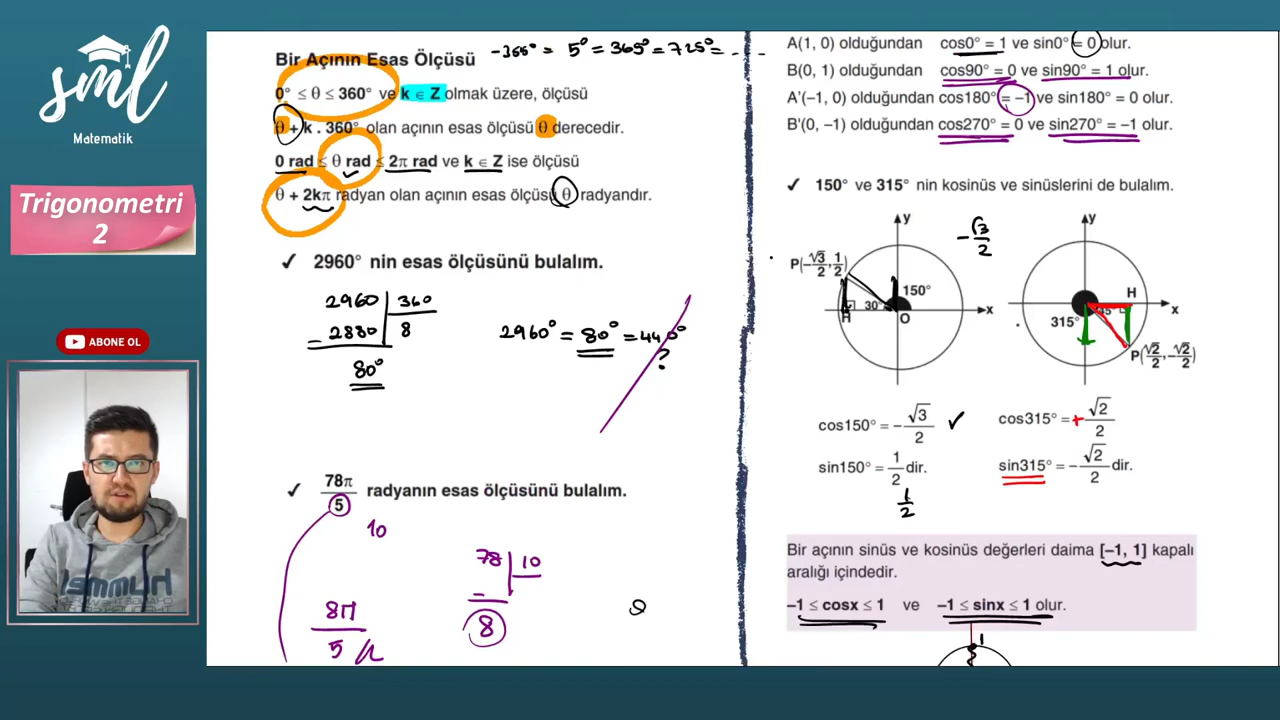 sml
Matematik
Trigonometri
2
ABONE OL
Bir Açının Esas Ölçüsü
-355° = 5° = 365° = 725° = ....
0° ≤ θ ≤ 360° ve k ∈ Z olmak üzere, ölçüsü
θ + k . 360° olan açının esas ölçüsü θ derecedir.
0 rad ≤ θ rad ≤ 2π rad ve k ∈ Z ise ölçüsü
θ + 2kπ radyan olan açının esas ölçüsü θ radyandır.
✓ 2960° nin esas ölçüsünü bulalım.
2960 | 360
- 2880 | 8
80°
2960° = 80° = 440°
?
✓ 78π/5 radyanın esas ölçüsünü bulalım.
10
78 | 10
-
8
8π/5
A(1, 0) olduğundan cos0° = 1 ve sin0° = 0 olur.
B(0, 1) olduğundan cos90° = 0 ve sin90° = 1 olur.
A'(−1, 0) olduğundan cos180° = −1 ve sin180° = 0 olur.
B'(0, −1) olduğundan cos270° = 0 ve sin270° = −1 olur.
✓ 150° ve 315° nin kosinüs ve sinüslerini de bulalım.
y
-√3/2
y
P(−√3/2, 1/2)
150°
30°
H
O
x
H
x
315°
45°
P(√2/2, −√2/2)
cos150° = −√3/2 ✓
cos315° = +√2/2
sin150° = 1/2 dir.
sin315° = −√2/2 dir.
1/2
Bir açının sinüs ve kosinüs değerleri daima [−1, 1] kapalı
aralığı içindedir.
−1 ≤ cosx ≤ 1 ve −1 ≤ sinx ≤ 1 olur.
1